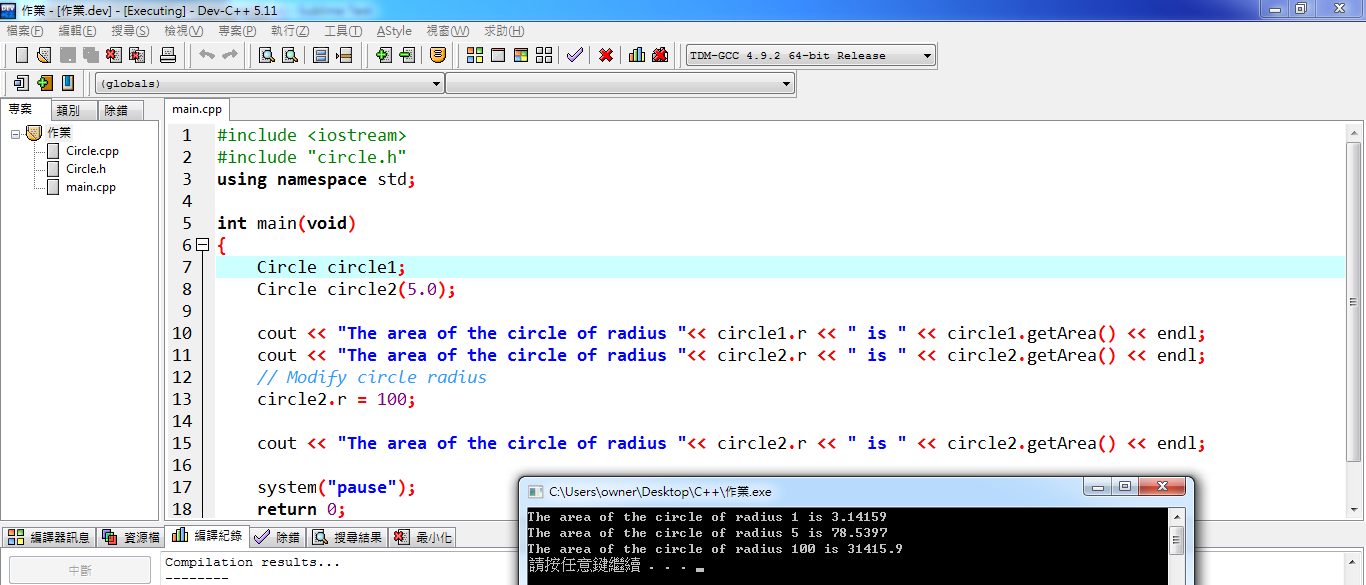 作業 - [作業.dev] - [Executing] - Dev-C++ 5.11
檔案(F) 編輯(E) 搜尋(S) 檢視(V) 專案(P) 執行(Z) 工具(T) AStyle 視窗(W) 求助(H)
TDM-GCC 4.9.2 64-bit Release
(globals)
專案 類別 除錯
作業
Circle.cpp
Circle.h
main.cpp
main.cpp
1 #include <iostream>
2 #include "circle.h"
3 using namespace std;
4
5 int main(void)
6 {
7 Circle circle1;
8 Circle circle2(5.0);
9
10 cout << "The area of the circle of radius "<< circle1.r << " is " << circle1.getArea() << endl;
11 cout << "The area of the circle of radius "<< circle2.r << " is " << circle2.getArea() << endl;
12 // Modify circle radius
13 circle2.r = 100;
14
15 cout << "The area of the circle of radius "<< circle2.r << " is " << circle2.getArea() << endl;
16
17 system("pause");
18 return 0;
編譯器訊息 資源檔 編譯紀錄 除錯 搜尋結果 最小化
中斷
Compilation results...
--------
C:\Users\owner\Desktop\C++\作業.exe
The area of the circle of radius 1 is 3.14159
The area of the circle of radius 5 is 78.5397
The area of the circle of radius 100 is 31415.9
請按任意鍵繼續 . . .